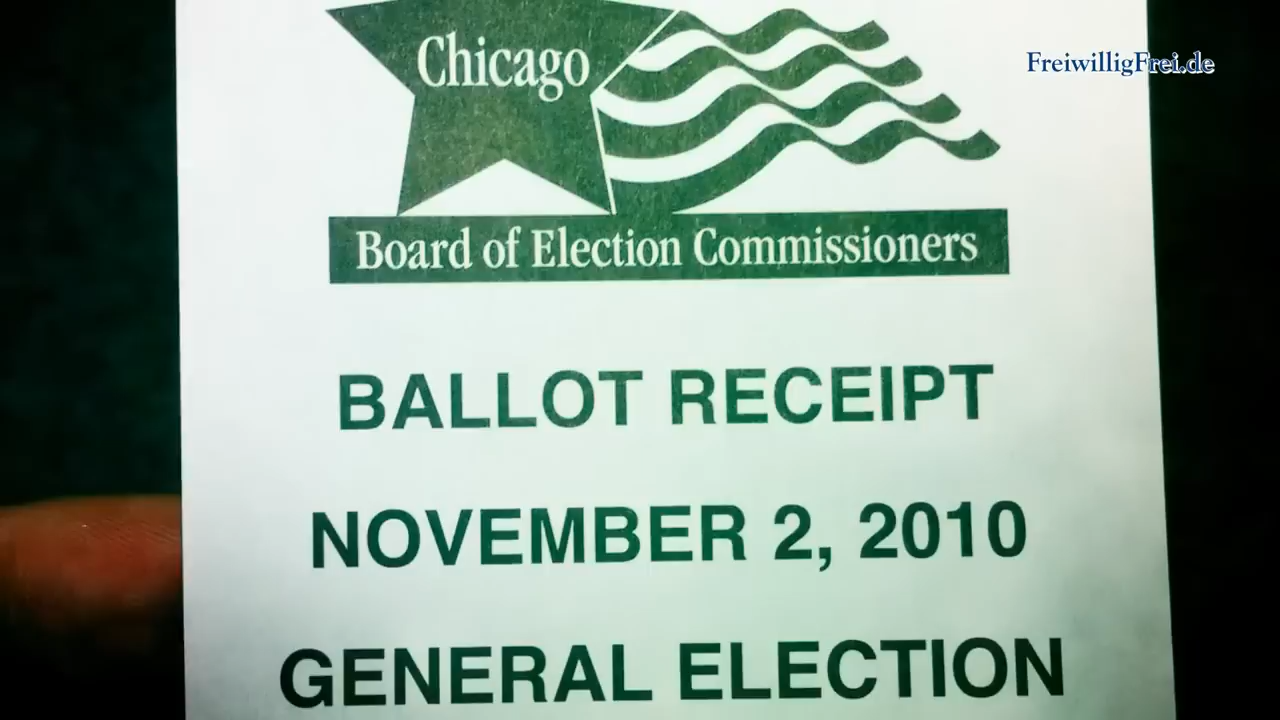 Chicago
FreiwilligFrei.de
Board of Election Commissioners
BALLOT RECEIPT
NOVEMBER 2, 2010
GENERAL ELECTION